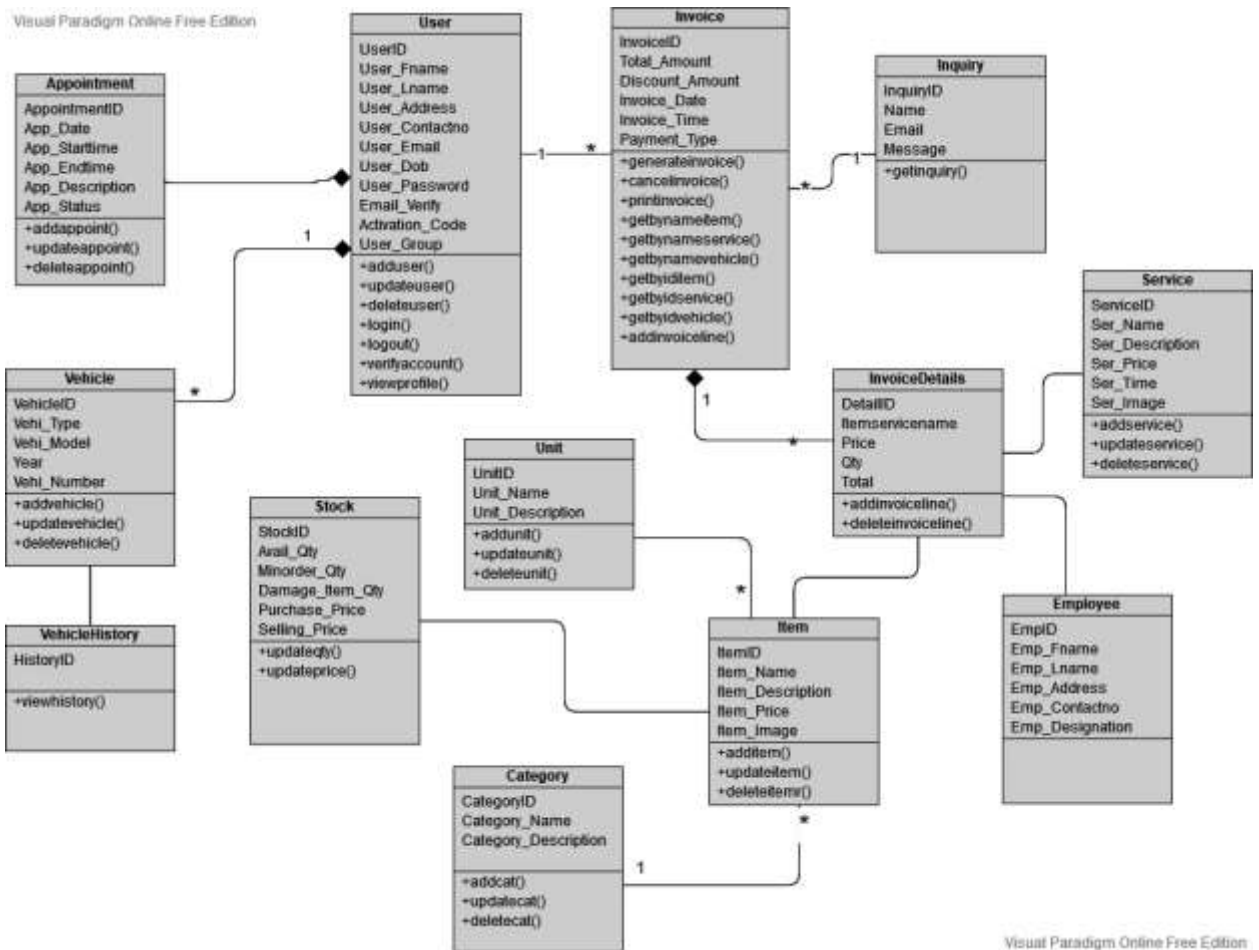 Visual Paradigm Online Free Edition
User
UserID
User_Fname
User_Lname
User_Address
User_Contactno
User_Email
User_Dob
User_Password
Email_Verify
Activation_Code
User_Group
+adduser()
+updateuser()
+deleteuser()
+login()
+logout()
+verifyaccount()
+viewprofile()
Invoice
InvoiceID
Total_Amount
Discount_Amount
Invoice_Date
Invoice_Time
Payment_Type
+generateinvoice()
+cancelinvoice()
+printinvoice()
+getbynameitem()
+getbynameservice()
+getbynamevehicle()
+getbyiditem()
+getbyidservice()
+getbyidvehicle()
+addinvoiceline()
Inquiry
InquiryID
Name
Email
Message
+getinquiry()
Appointment
AppointmentID
App_Date
App_Starttime
App_Endtime
App_Description
App_Status
+addappoint()
+updateappoint()
+deleteappoint()
1
*
1
*
1
*
1
*
Service
ServiceID
Ser_Name
Ser_Description
Ser_Price
Ser_Time
Ser_Image
+addservice()
+updateservice()
+deleteservice()
Vehicle
VehicleID
Vehi_Type
Vehi_Model
Year
Vehi_Number
+addvehicle()
+updatevehicle()
+deletevehicle()
InvoiceDetails
DetailID
Itemservicename
Price
Qty
Total
+addinvoiceline()
+deleteinvoiceline()
Unit
UnitID
Unit_Name
Unit_Description
+addunit()
+updateunit()
+deleteunit()
*
Stock
StockID
Avail_Qty
Minorder_Qty
Damage_Item_Qty
Purchase_Price
Selling_Price
+updateqty()
+updateprice()
VehicleHistory
HistoryID
+viewhistory()
Item
ItemID
Item_Name
Item_Description
Item_Price
Item_Image
+additem()
+updateitem()
+deleteitemr()
Employee
EmpID
Emp_Fname
Emp_Lname
Emp_Address
Emp_Contactno
Emp_Designation
Category
CategoryID
Category_Name
Category_Description
+addcat()
+updatecat()
+deletecat()
1
*
Visual Paradigm Online Free Edition